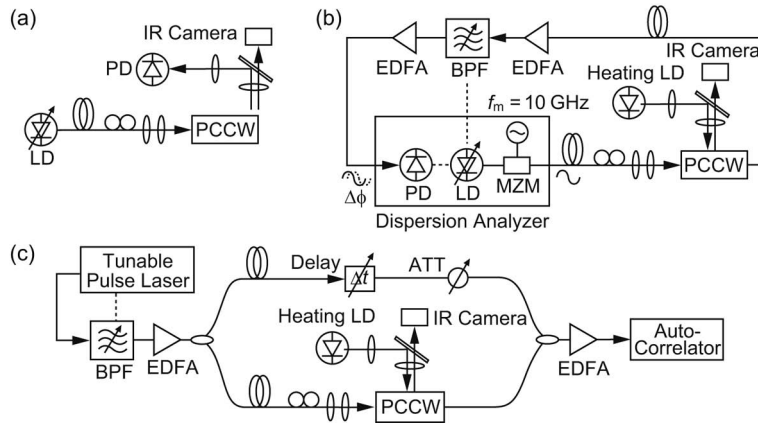 (a)
IR Camera
PD
LD
PCCW
(b)
EDFA
BPF
EDFA
IR Camera
Heating LD
fm = 10 GHz
PCCW
Δϕ
PD
LD
MZM
Dispersion Analyzer
(c)
Tunable
Pulse Laser
Delay
Δt
ATT
Heating LD
IR Camera
BPF
EDFA
PCCW
EDFA
Auto-
Correlator